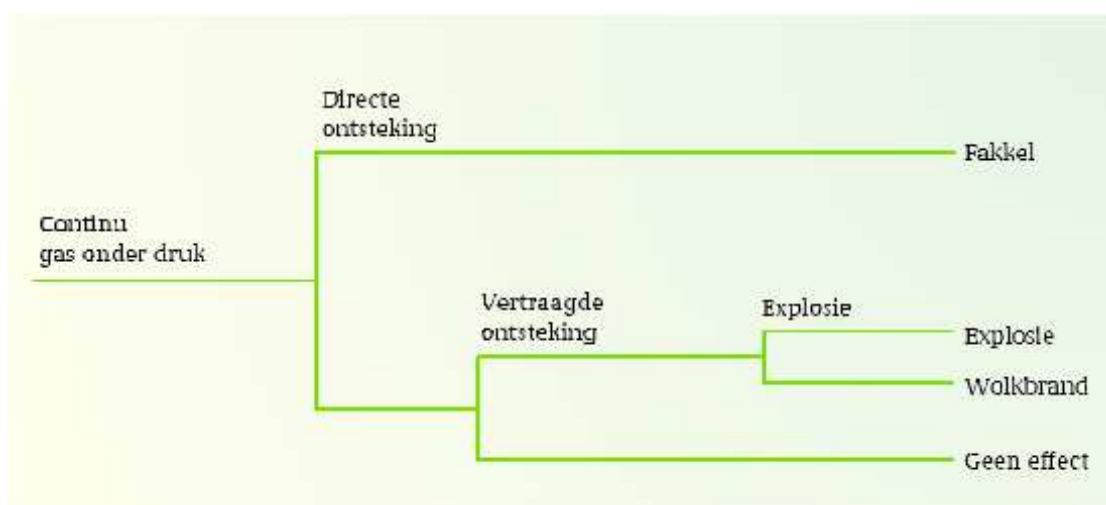 Directe
ontsteking
Fakkel
Continu
gas onder druk
Vertraagde
ontsteking
Explosie
Explosie
Wolkbrand
Geen effect